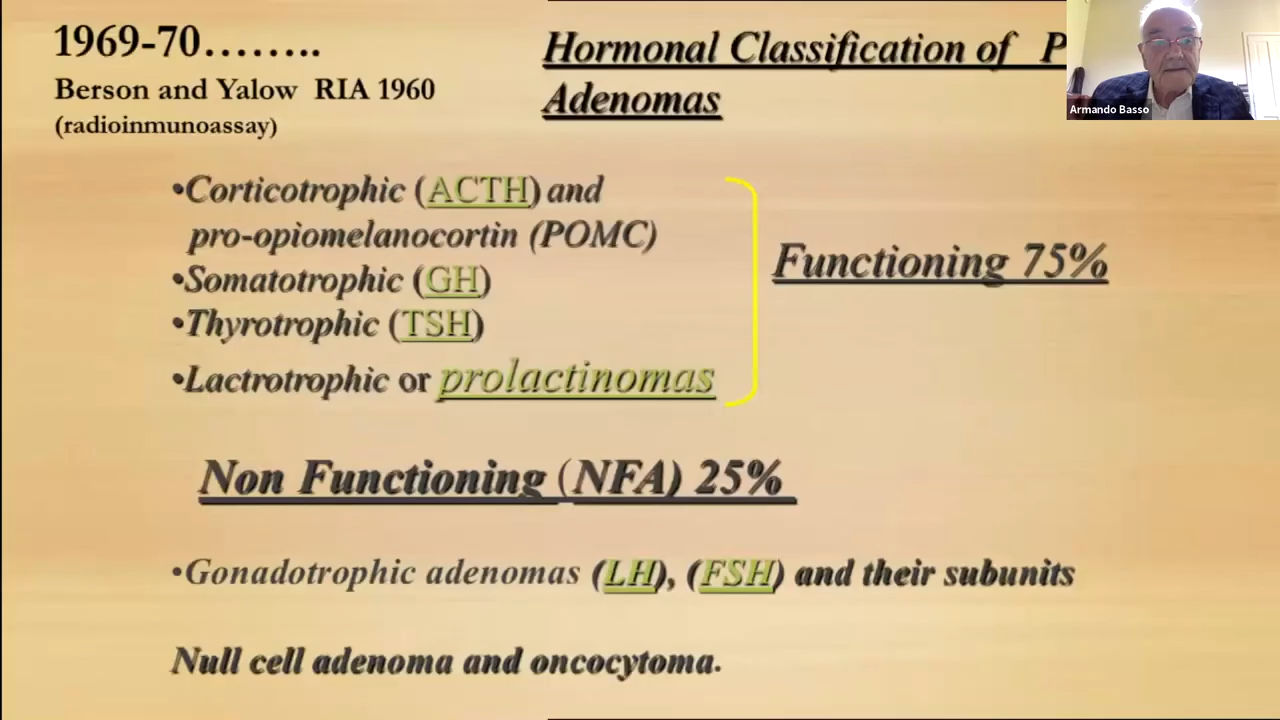 1969-70……..
Berson and Yalow RIA 1960
(radioinmunoassay)
Hormonal Classification of P
Adenomas
Armando Basso
•Corticotrophic (ACTH) and
pro-opiomelanocortin (POMC)
•Somatotrophic (GH)
•Thyrotrophic (TSH)
•Lactrotrophic or prolactinomas
Functioning 75%
Non Functioning (NFA) 25%
•Gonadotrophic adenomas (LH), (FSH) and their subunits
Null cell adenoma and oncocytoma.